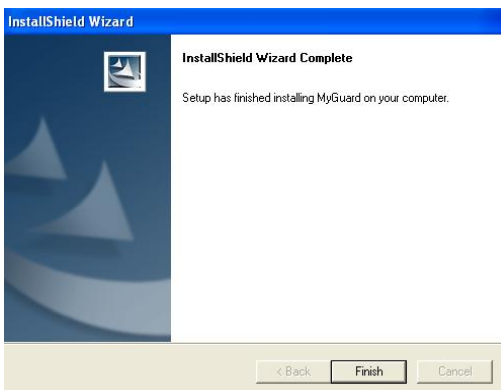 InstallShield Wizard
InstallShield Wizard Complete
Setup has finished installing MyGuard on your computer.
< Back
Finish
Cancel